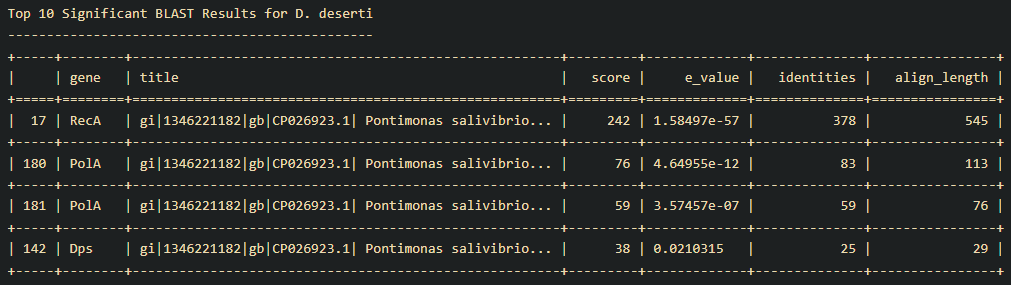 Top 10 Significant BLAST Results for D. deserti
-----------------------------------------------
+-----+--------+------------------------------------------------------+---------+-------------+--------------+----------------+
|     | gene   | title                                                |   score |     e_value |   identities |   align_length |
+=====+========+======================================================+=========+=============+==============+================+
|  17 | RecA   | gi|1346221182|gb|CP026923.1| Pontimonas salivibrio... |     242 | 1.58497e-57 |          378 |            545 |
+-----+--------+------------------------------------------------------+---------+-------------+--------------+----------------+
| 180 | PolA   | gi|1346221182|gb|CP026923.1| Pontimonas salivibrio... |      76 | 4.64955e-12 |           83 |            113 |
+-----+--------+------------------------------------------------------+---------+-------------+--------------+----------------+
| 181 | PolA   | gi|1346221182|gb|CP026923.1| Pontimonas salivibrio... |      59 | 3.57457e-07 |           59 |             76 |
+-----+--------+------------------------------------------------------+---------+-------------+--------------+----------------+
| 142 | Dps    | gi|1346221182|gb|CP026923.1| Pontimonas salivibrio... |      38 | 0.0210315   |           25 |             29 |
+-----+--------+------------------------------------------------------+---------+-------------+--------------+----------------+